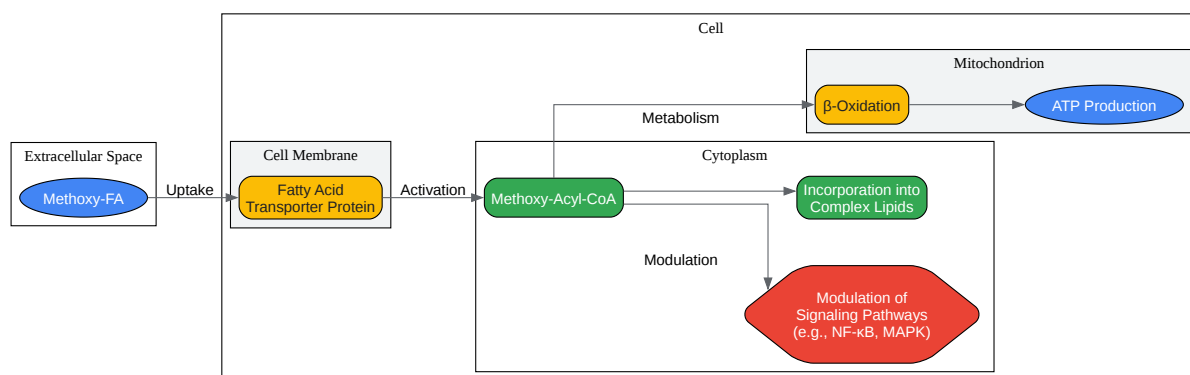 Cell
Mitochondrion
β-Oxidation
ATP Production
Metabolism
Extracellular Space
Methoxy-FA
Uptake
Cell Membrane
Fatty Acid
Transporter Protein
Activation
Cytoplasm
Methoxy-Acyl-CoA
Incorporation into
Complex Lipids
Modulation
Modulation of
Signaling Pathways
(e.g., NF-κB, MAPK)